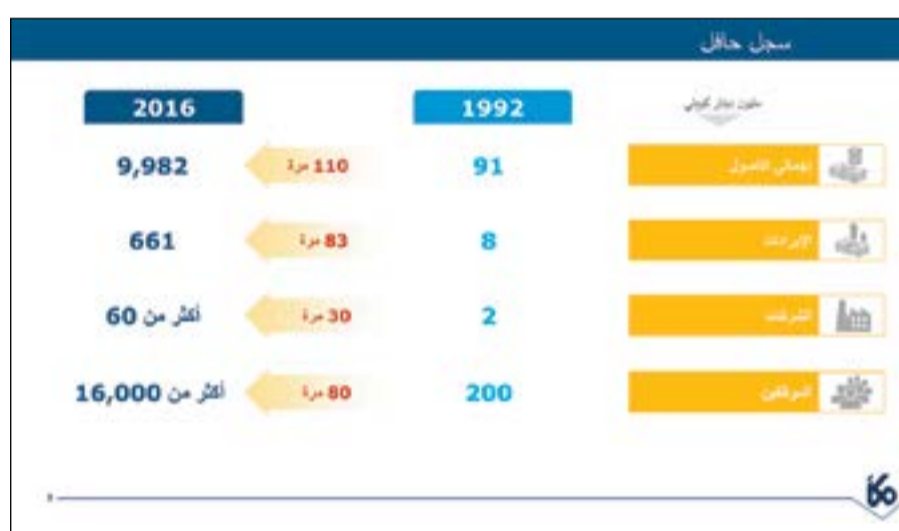 سجل حافل
مليون دينار كويتي
1992
2016
إجمالي الأصول
91
110 مرة
9,982
الإيرادات
8
83 مرة
661
الشركات
2
30 مرة
أكثر من 60
الموظفين
200
80 مرة
أكثر من 16,000